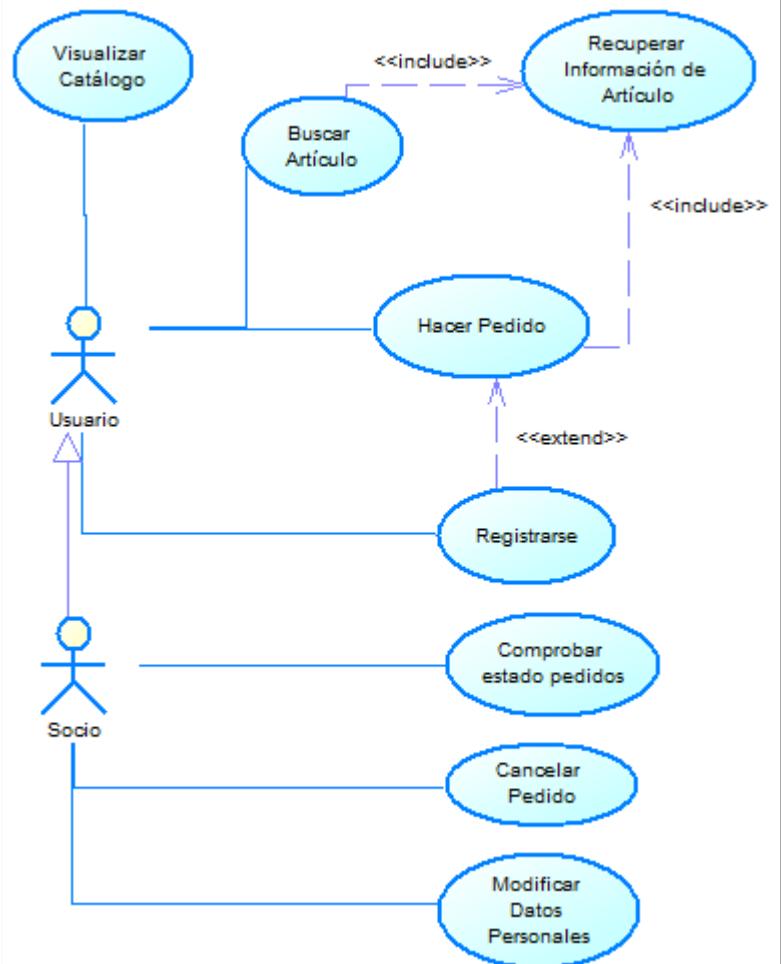 Visualizar
Catálogo
<<include>>
Recuperar
Información de
Artículo
Buscar
Artículo
<<include>>
Hacer Pedido
Usuario
<<extend>>
Registrarse
Comprobar
estado pedidos
Socio
Cancelar
Pedido
Modificar
Datos
Personales